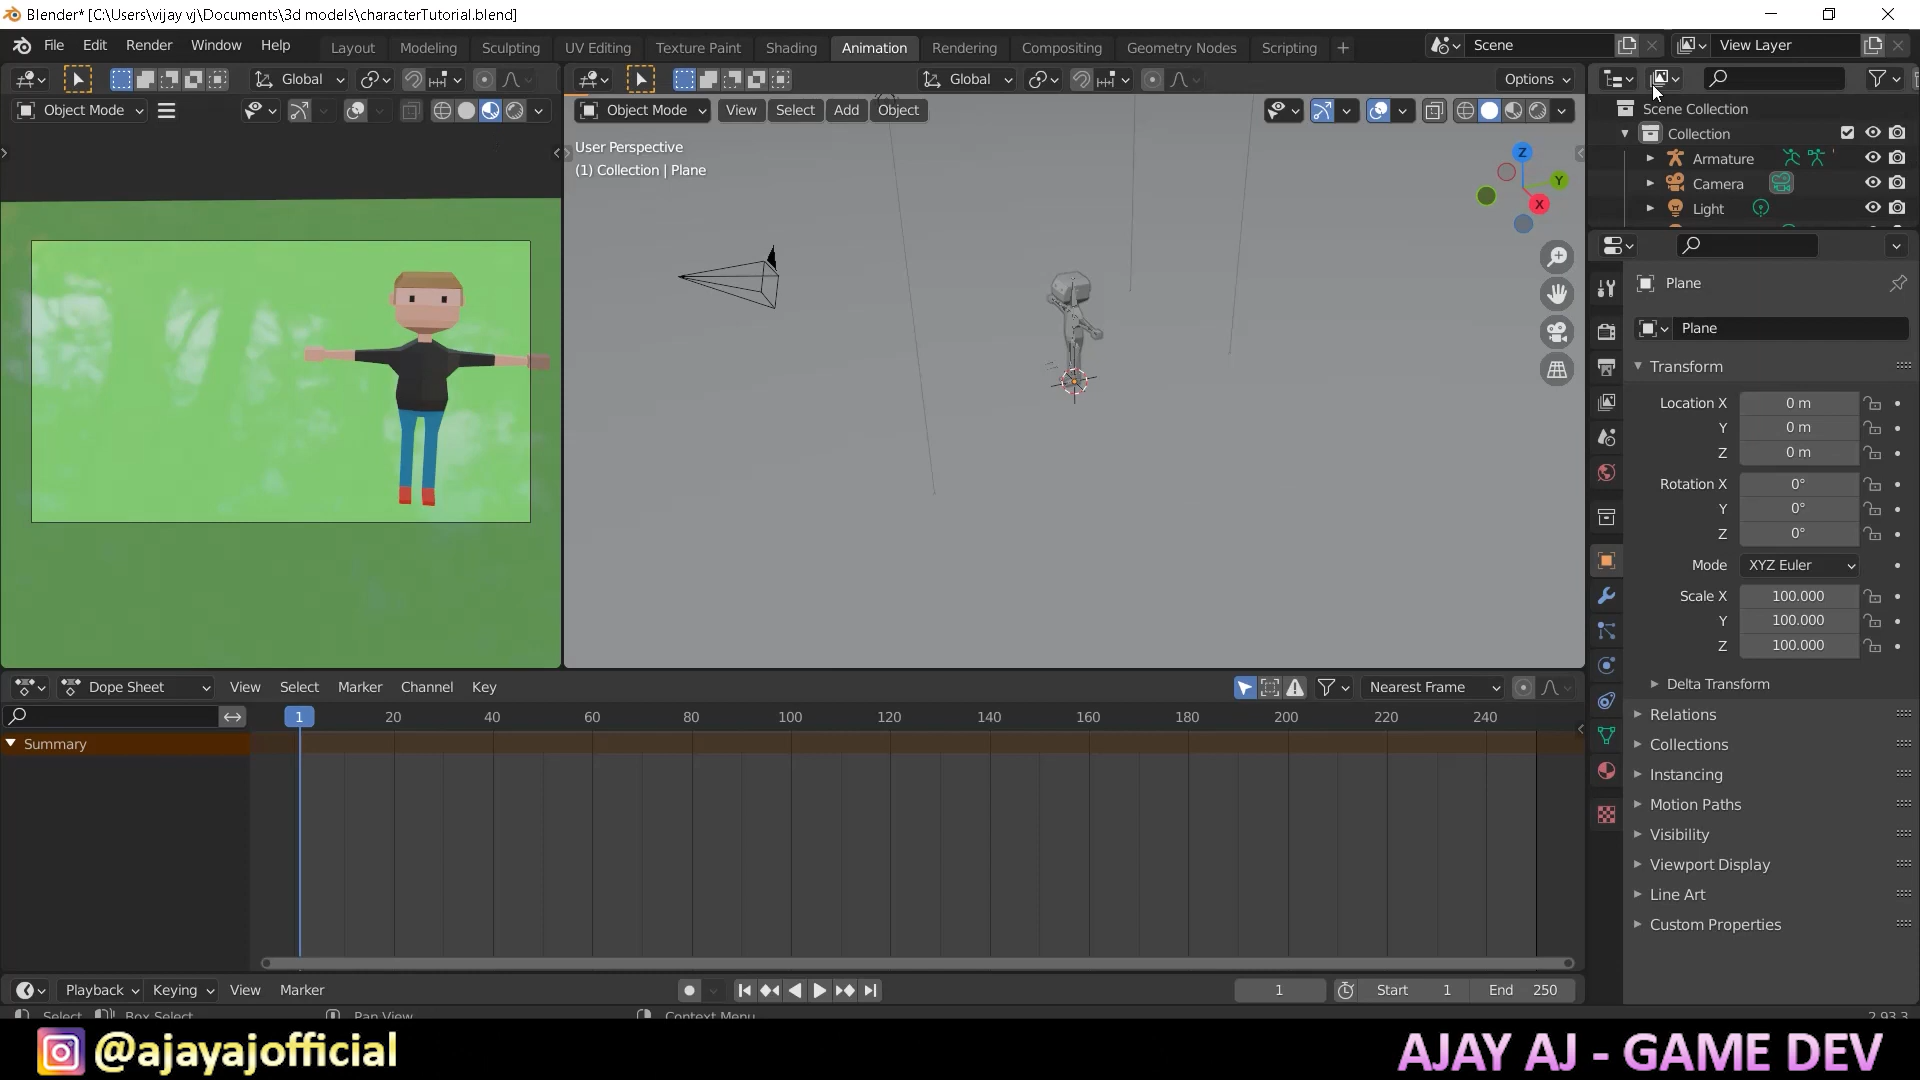 Blender* [C:\Users\vijay vj\Documents\3d models\characterTutorial.blend]
File Edit Render Window Help Layout Modeling Sculpting UV Editing Texture Paint Shading Animation Rendering Compositing Geometry Nodes Scripting + Scene View Layer
Global Global Options
Object Mode Object Mode View Select Add Object
Scene Collection
Collection
Armature
Camera
Light
User Perspective
(1) Collection | Plane
Z
Y
X
Plane
Plane
Transform
Location X 0 m
Y 0 m
Z 0 m
Rotation X 0°
Y 0°
Z 0°
Mode XYZ Euler
Scale X 100.000
Y 100.000
Z 100.000
Delta Transform
Relations
Collections
Instancing
Motion Paths
Visibility
Viewport Display
Line Art
Custom Properties
Dope Sheet View Select Marker Channel Key Nearest Frame
1 20 40 60 80 100 120 140 160 180 200 220 240
Summary
Playback Keying View Marker 1 Start 1 End 250
Select Box Select Pan View Context Menu 2.93.3
@ajayajofficial AJAY AJ - GAME DEV